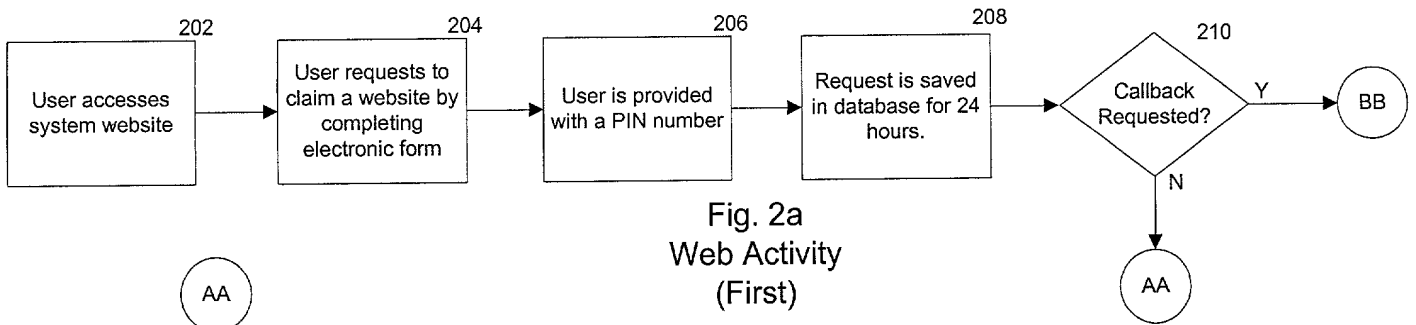 202
User accesses
system website
204
User requests to
claim a website by
completing
electronic form
206
User is provided
with a PIN number
208
Request is saved
in database for 24
hours.
210
Callback
Requested?
Y
BB
N
AA
Fig. 2a
Web Activity
(First)
AA